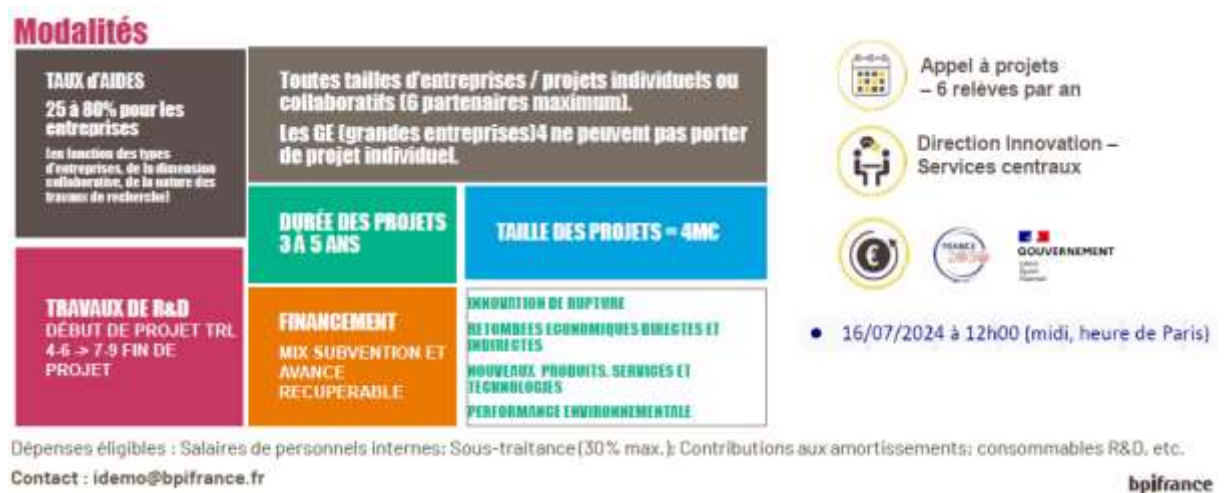 Modalités
TAUX d'AIDES
25 à 80% pour les
entreprises
(en fonction des types
d'entreprises, de la dimension
collaborative, de la nature des
travaux de recherche)
Toutes tailles d'entreprises / projets individuels ou
collaboratifs (6 partenaires maximum).
Les GE (grandes entreprises)4 ne peuvent pas porter
de projet individuel.
DURÉE DES PROJETS
3 À 5 ANS
TAILLE DES PROJETS = 4M€
TRAVAUX DE R&D
DÉBUT DE PROJET TRL
4-6 -> 7-9 FIN DE
PROJET
FINANCEMENT
MIX SUBVENTION ET
AVANCE
RECUPERABLE
INNOVATION DE RUPTURE
RETOMBEES ECONOMIQUES DIRECTES ET
INDIRECTES
NOUVEAUX PRODUITS, SERVICES ET
TECHNOLOGIES
PERFORMANCE ENVIRONNEMENTALE
Appel à projets
– 6 relèves par an
Direction Innovation –
Services centraux
FRANCE
2030
GOUVERNEMENT
• 16/07/2024 à 12h00 (midi, heure de Paris)
Dépenses éligibles : Salaires de personnels internes; Sous-traitance (30% max.); Contributions aux amortissements; consommables R&D, etc.
Contact : idemo@bpifrance.fr
bpifrance